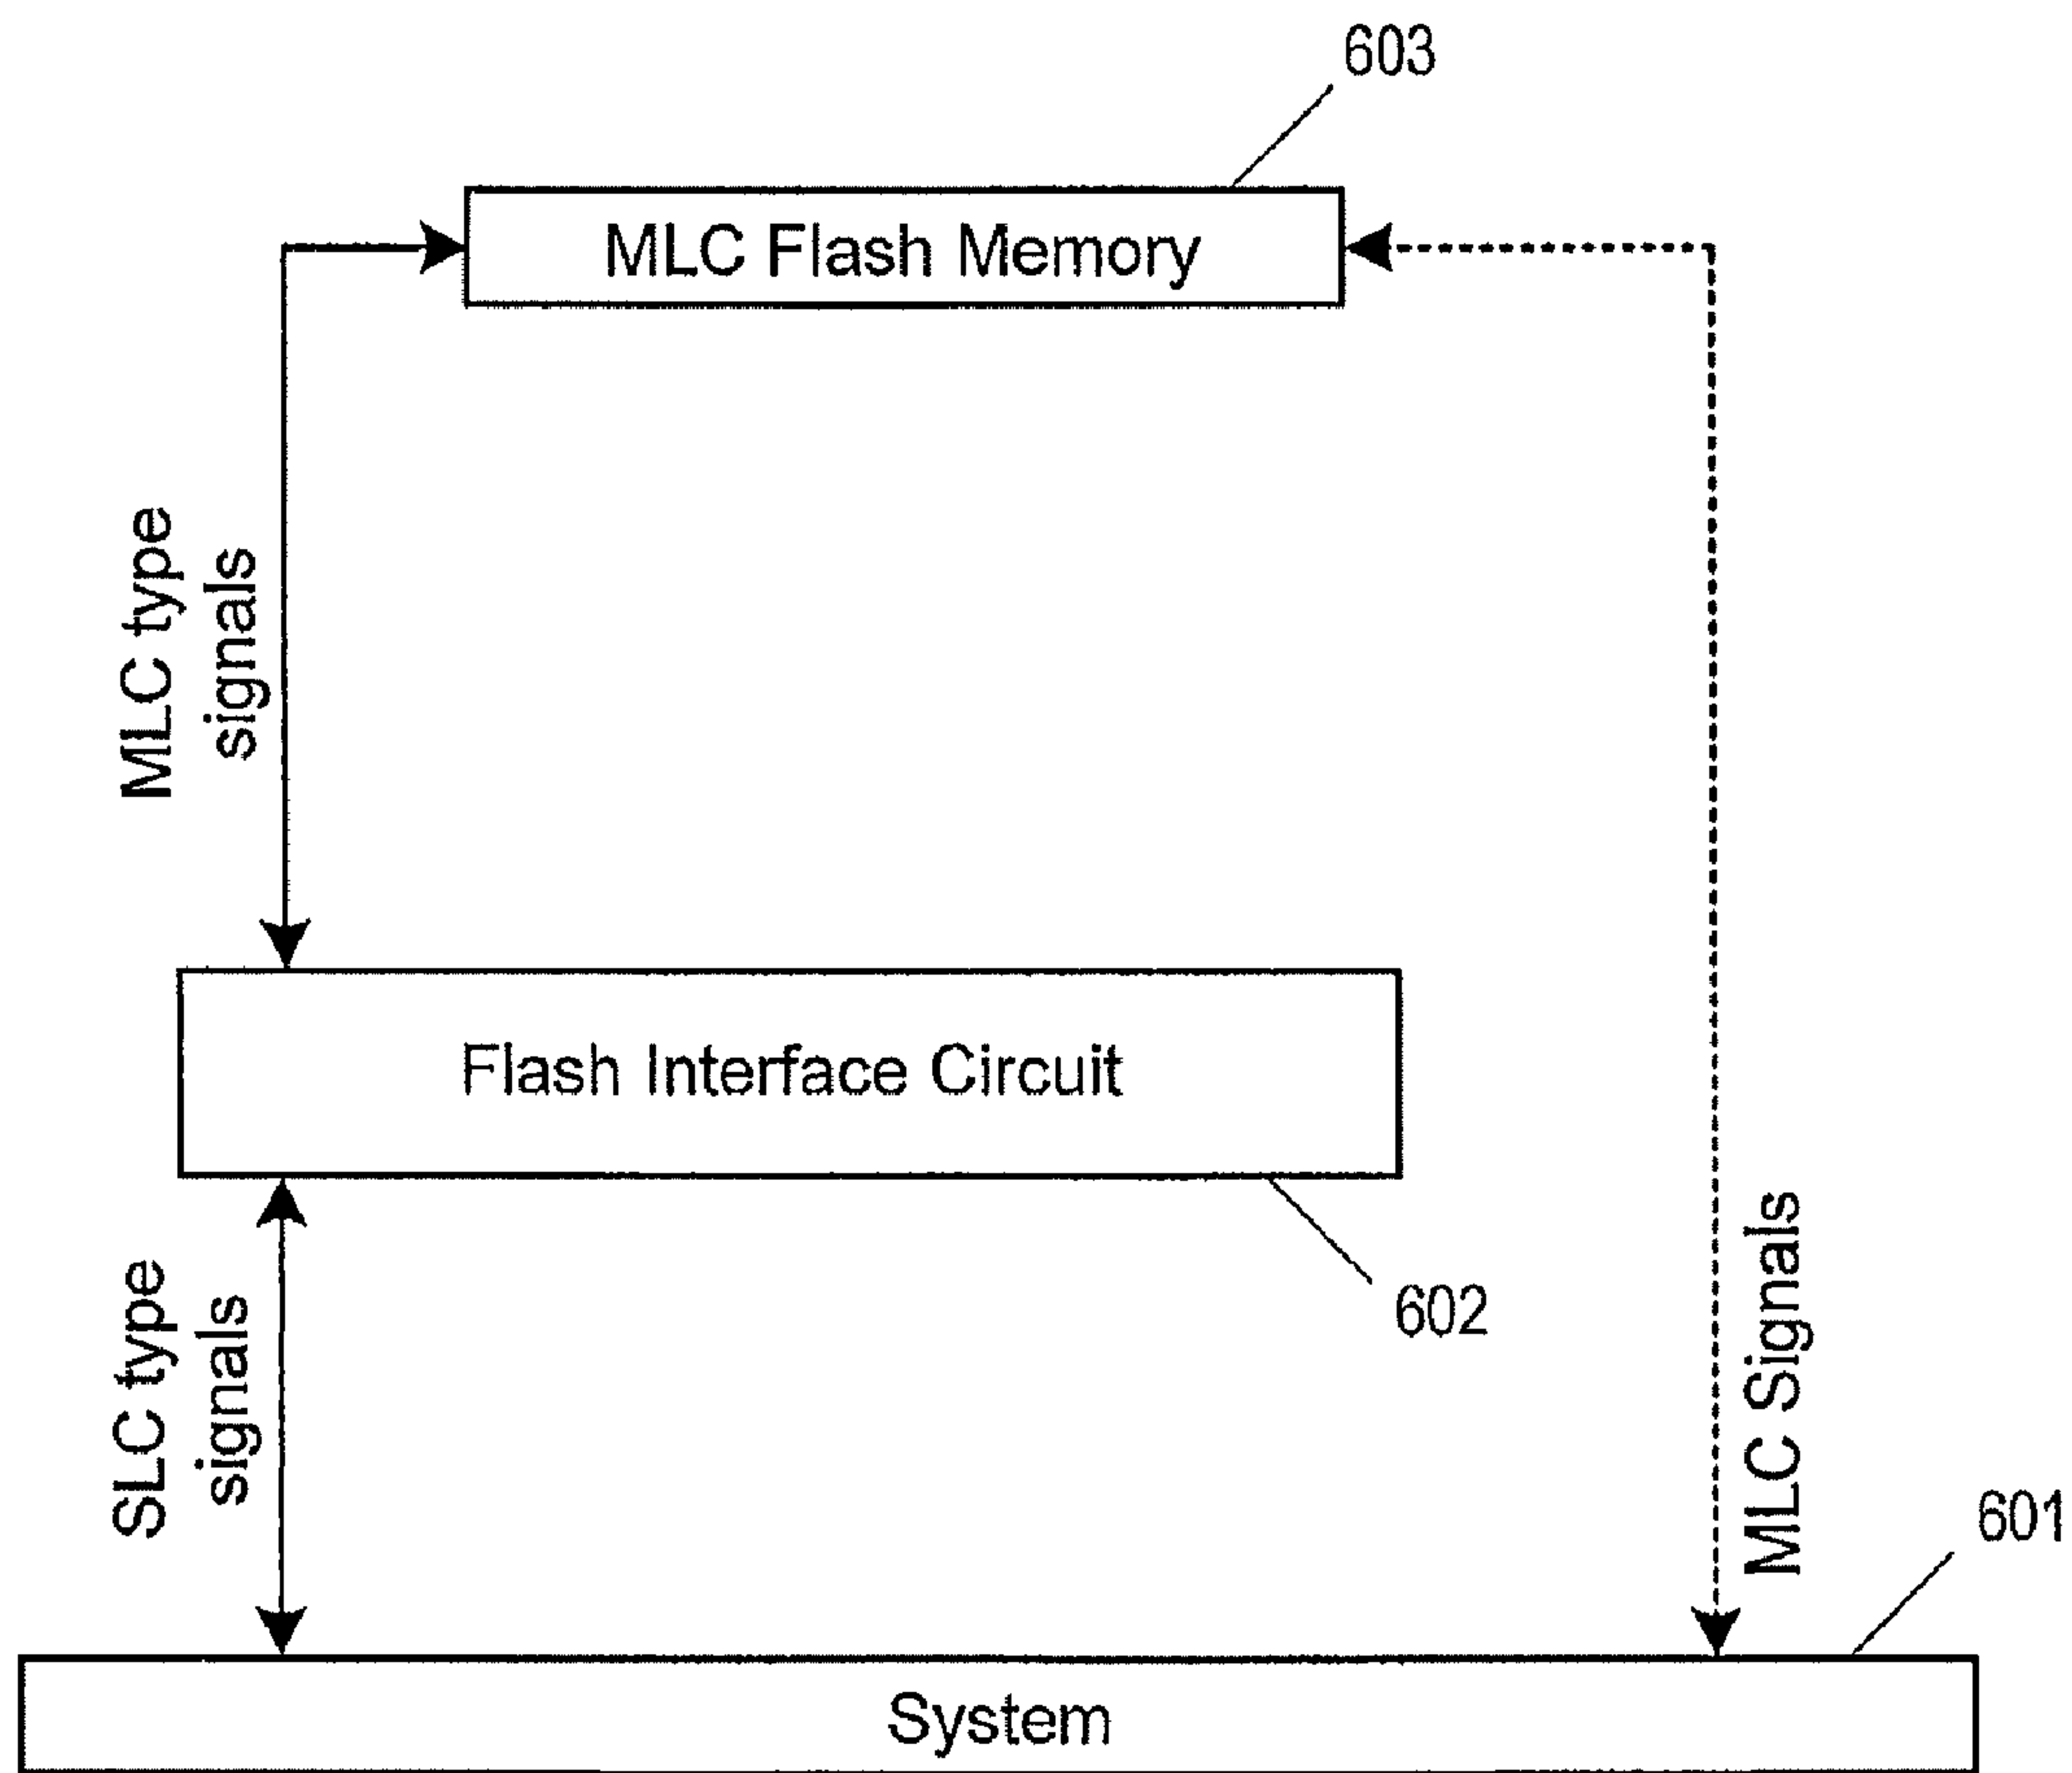 603
MLC Flash Memory
MLC type
signals
Flash Interface Circuit
602
SLC type
signals
MLC Signals
601
System